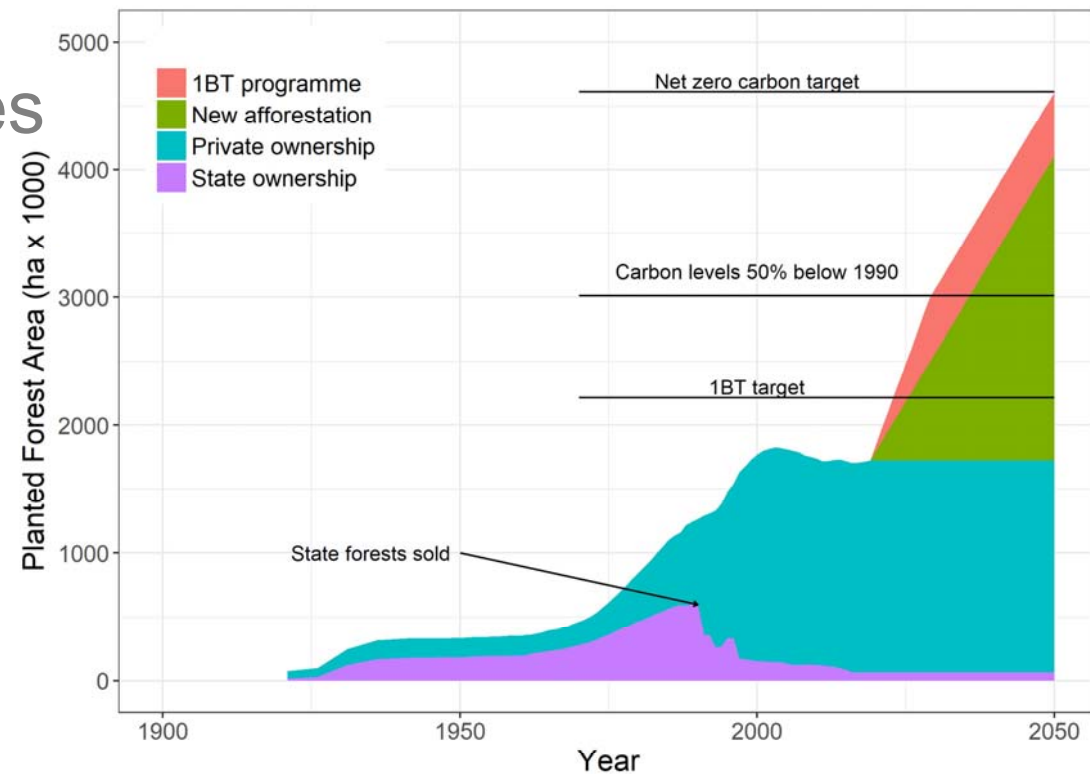 es
Planted Forest Area (ha x 1000)
5000
4000
3000
2000
1000
0
1BT programme
New afforestation
Private ownership
State ownership
Net zero carbon target
Carbon levels 50% below 1990
1BT target
State forests sold
1900
1950
2000
2050
Year